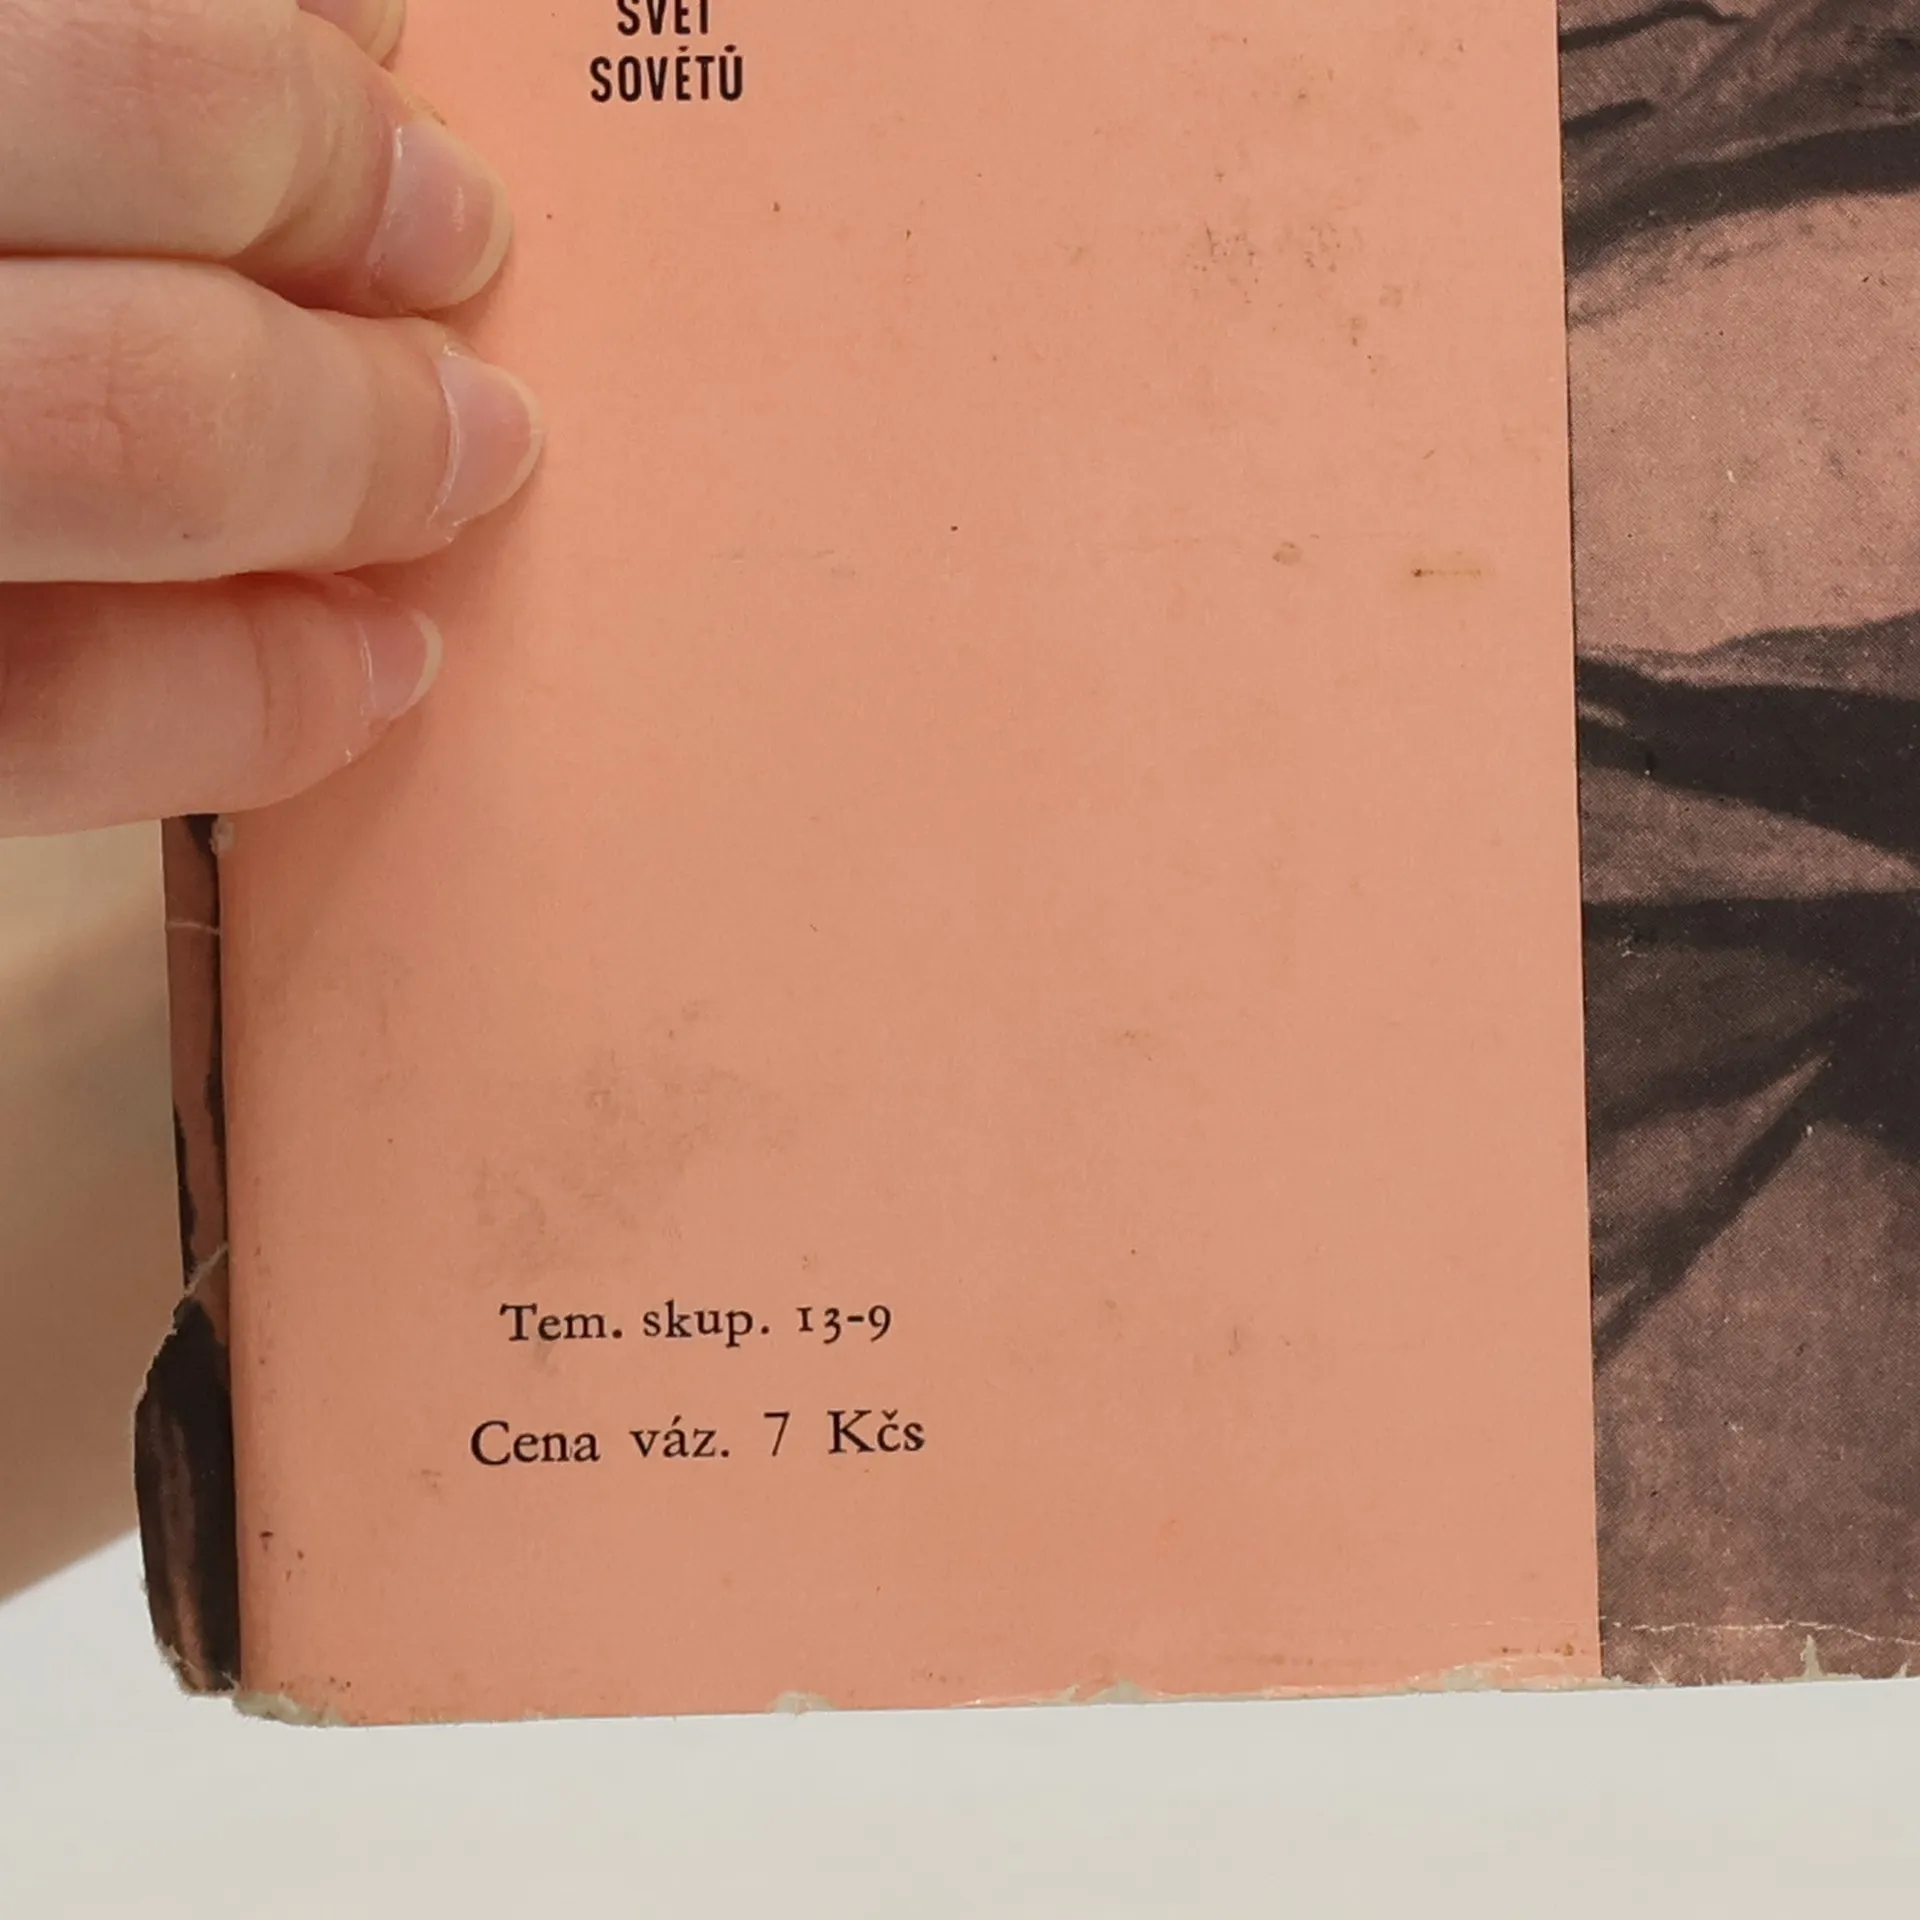 SVĚT
SOVĚTŮ
Tem. skup. 13-9
Cena váz. 7 Kčs